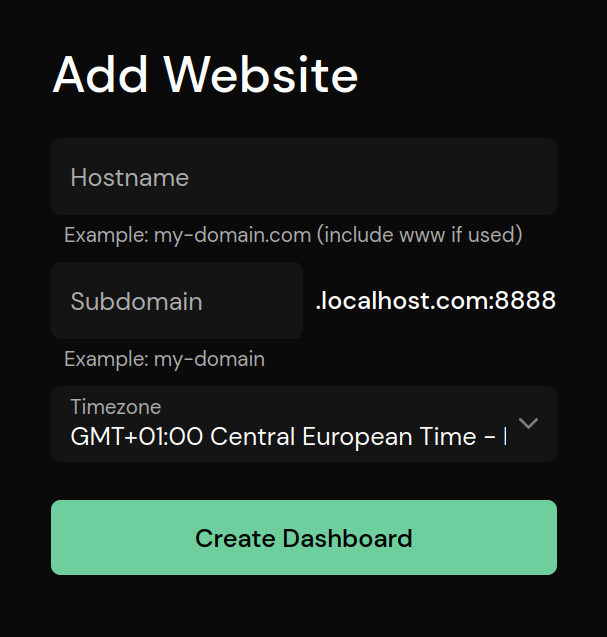 Add Website
Hostname
Example: my-domain.com (include www if used)
Subdomain .localhost.com:8888
Example: my-domain
Timezone
GMT+01:00 Central European Time -
Create Dashboard